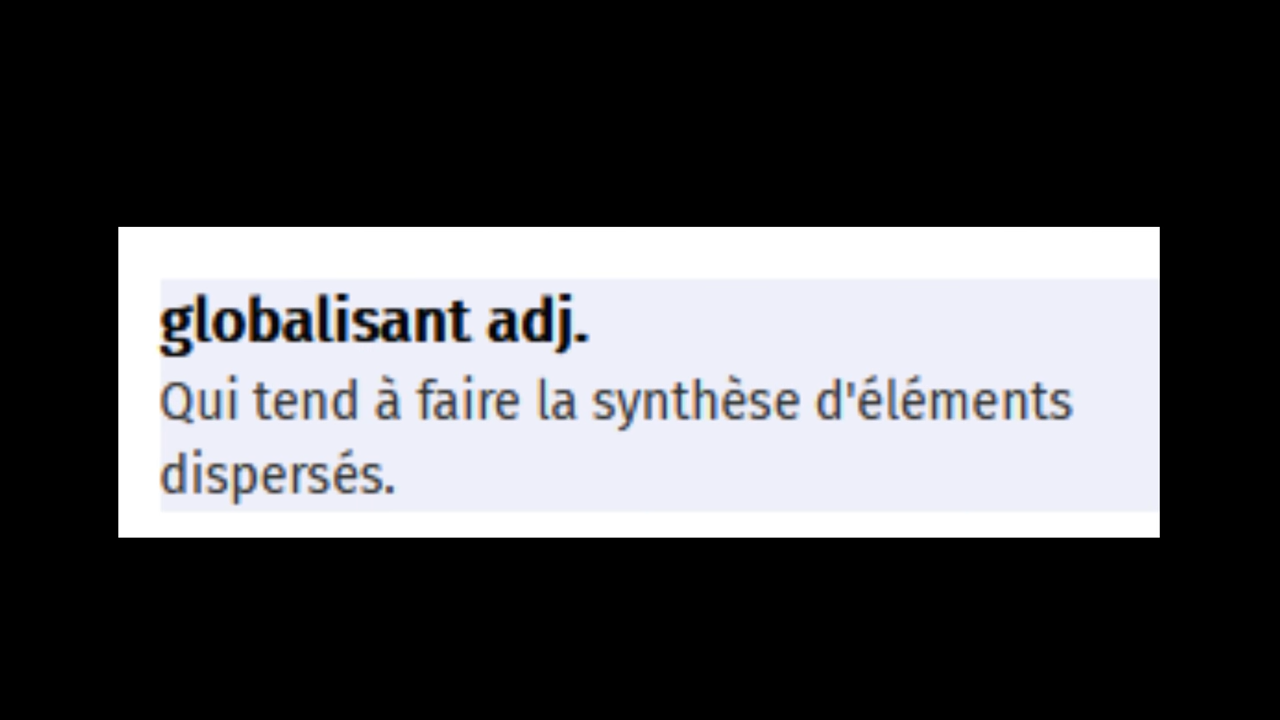 globalisant adj.
Qui tend à faire la synthèse d'éléments
dispersés.